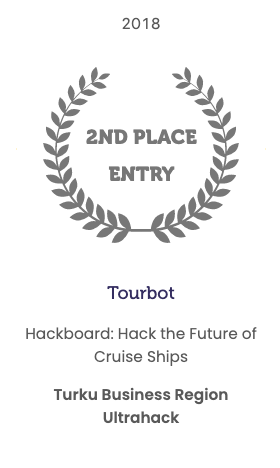 2018
2ND PLACE
ENTRY
Tourbot
Hackboard: Hack the Future of
Cruise Ships
Turku Business Region
Ultrahack